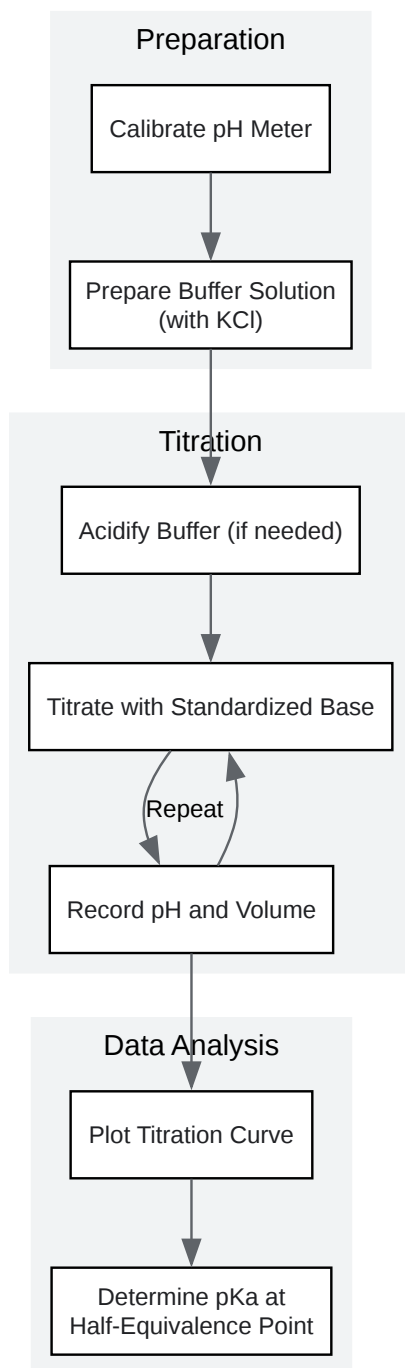 Preparation
Calibrate pH Meter
Prepare Buffer Solution
(with KCl)
Titration
Acidify Buffer (if needed)
Titrate with Standardized Base
Repeat
Record pH and Volume
Data Analysis
Plot Titration Curve
Determine pKa at
Half-Equivalence Point